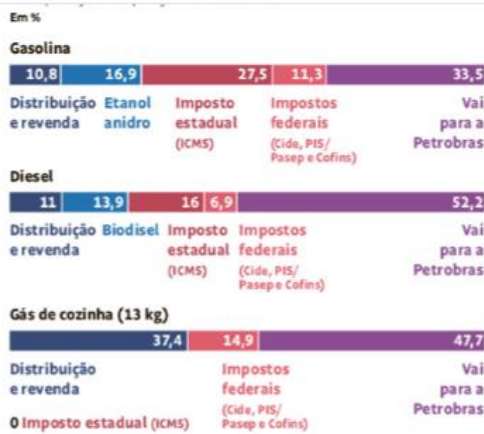 Em %
Gasolina
10,8 16,9 27,5 11,3 33,5
Distribuição Etanol Imposto Impostos Vai
e revenda anidro estadual federais para a
(ICMS) (Cide, PIS/ Petrobras
Pasep e Cofins)
Diesel
11 13,9 16 6,9 52,2
Distribuição Biodisel Imposto Impostos Vai
e revenda estadual federais para a
(ICMS) (Cide, PIS/ Petrobras
Pasep e Cofins)
Gás de cozinha (13 kg)
37,4 14,9 47,7
Distribuição Impostos Vai
e revenda federais para a
(Cide, PIS/ Petrobras
0 Imposto estadual (ICMS) Pasep e Cofins)